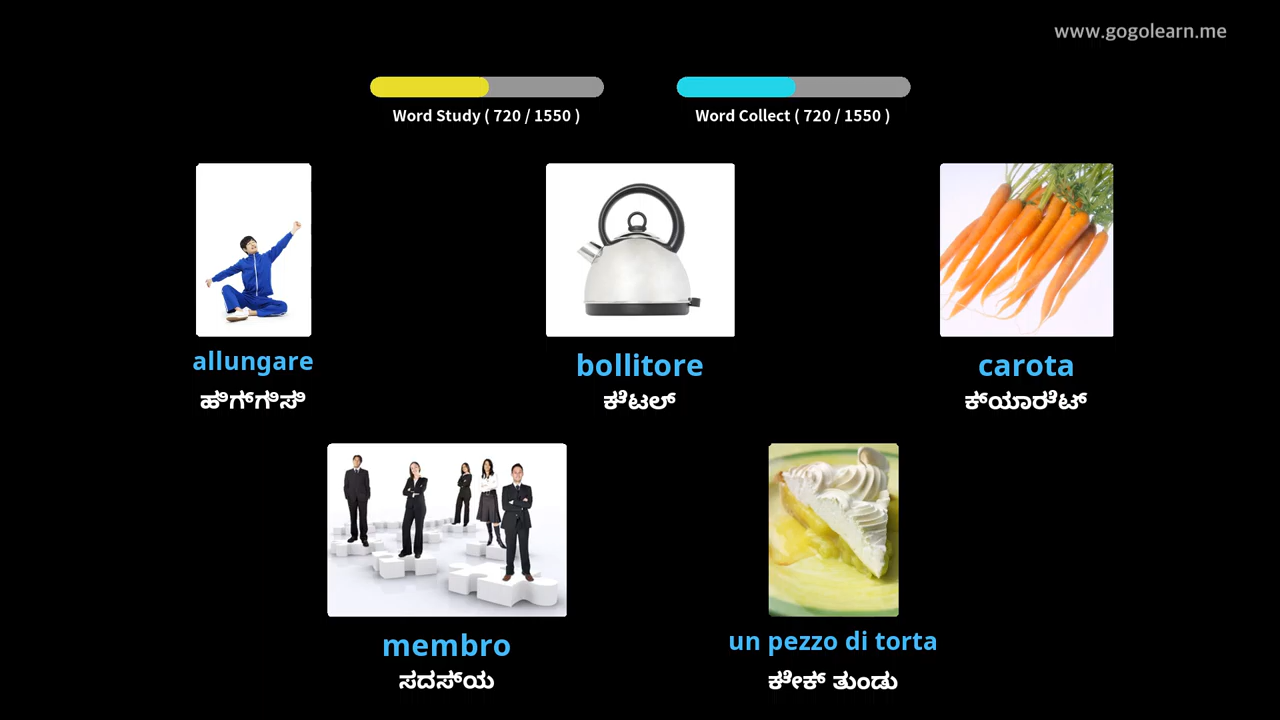 www.gogolearn.me
Word Study ( 720 / 1550 )
Word Collect ( 720 / 1550 )
allungare
ಹಿಗ್ಗಿಸಿ
bollitore
ಕೆಟಲ್
carota
ಕ್ಯಾರೆಟ್
membro
ಸದಸ್ಯ
un pezzo di torta
ಕೇಕ್ ತುಂಡು